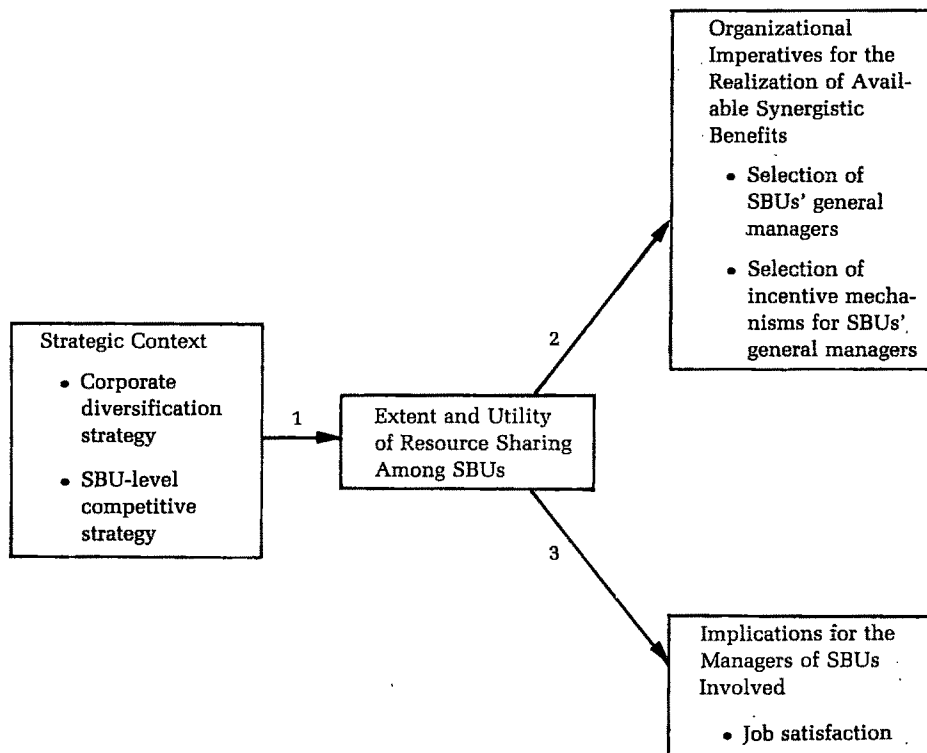 Organizational
Imperatives for the
Realization of Avail-
able Synergistic
Benefits
• Selection of
SBUs' general
managers
• Selection of
incentive mecha-
nisms for SBUs'
general managers
2
Strategic Context
• Corporate
diversification
strategy
• SBU-level
competitive
strategy
1
Extent and Utility
of Resource Sharing
Among SBUs
3
Implications for the
Managers of SBUs
Involved
• Job satisfaction